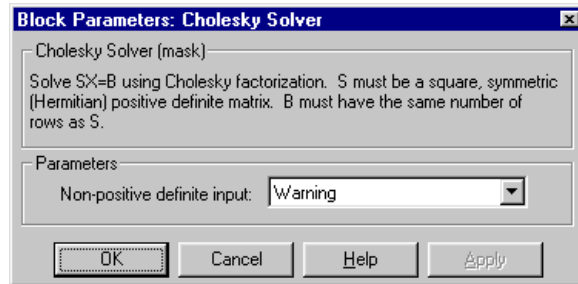 Block Parameters: Cholesky Solver
Cholesky Solver (mask)
Solve SX=B using Cholesky factorization.  S must be a square, symmetric
(Hermitian) positive definite matrix.  B must have the same number of
rows as S.
Parameters
Non-positive definite input: Warning
OK Cancel Help Apply